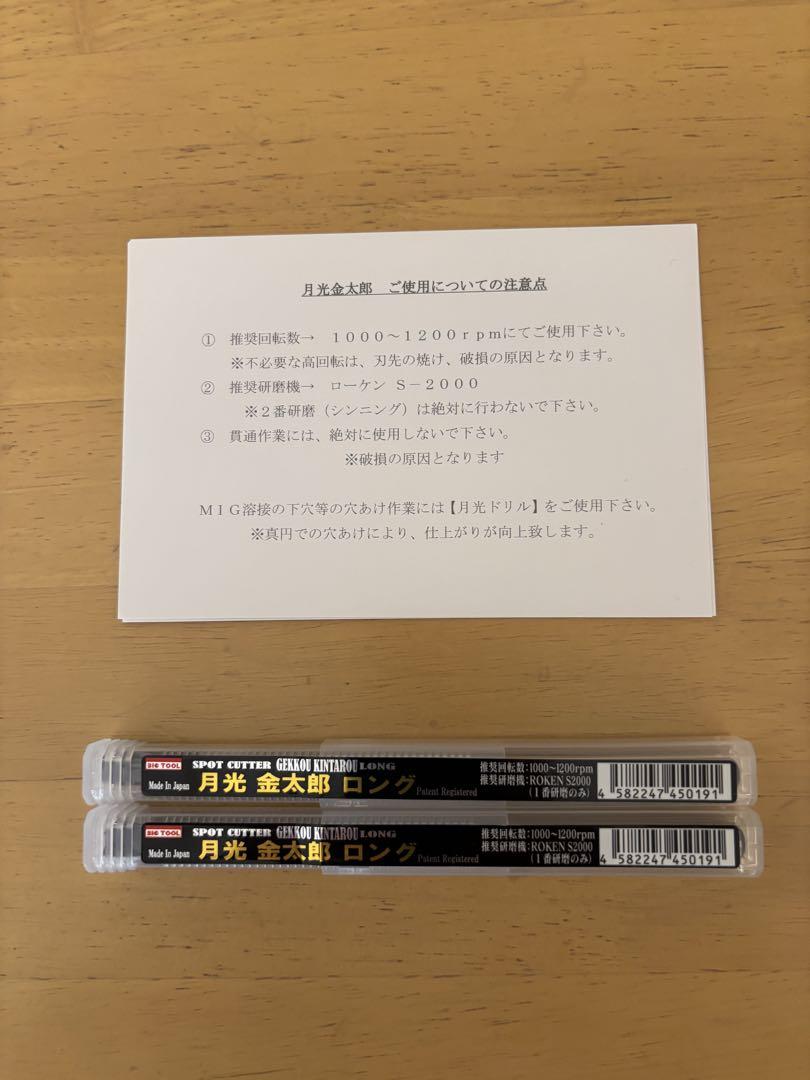 月光金太郎　ご使用についての注意点
①　推奨回転数→　１０００～１２００ｒｐｍにてご使用下さい。
※不必要な高回転は、刃先の焼け、破損の原因となります。
②　推奨研磨機→　ローケン Ｓ－２０００
※２番研磨（シンニング）は絶対に行わないで下さい。
③　貫通作業には、絶対に使用しないで下さい。
※破損の原因となります
ＭＩＧ溶接の下穴等の穴あけ作業には【月光ドリル】をご使用下さい。
※真円での穴あけにより、仕上がりが向上致します。
BIC TOOL SPOT CUTTER GEKKOU KINTAROU LONG
Made In Japan 月光 金太郎 ロング Patent Registered
推奨回転数:1000～1200rpm
推奨研磨機:ROKEN S2000
(1番研磨のみ)
4 582247 450191
BIC TOOL SPOT CUTTER GEKKOU KINTAROU LONG
Made In Japan 月光 金太郎 ロング Patent Registered
推奨回転数:1000～1200rpm
推奨研磨機:ROKEN S2000
(1番研磨のみ)
4 582247 450191